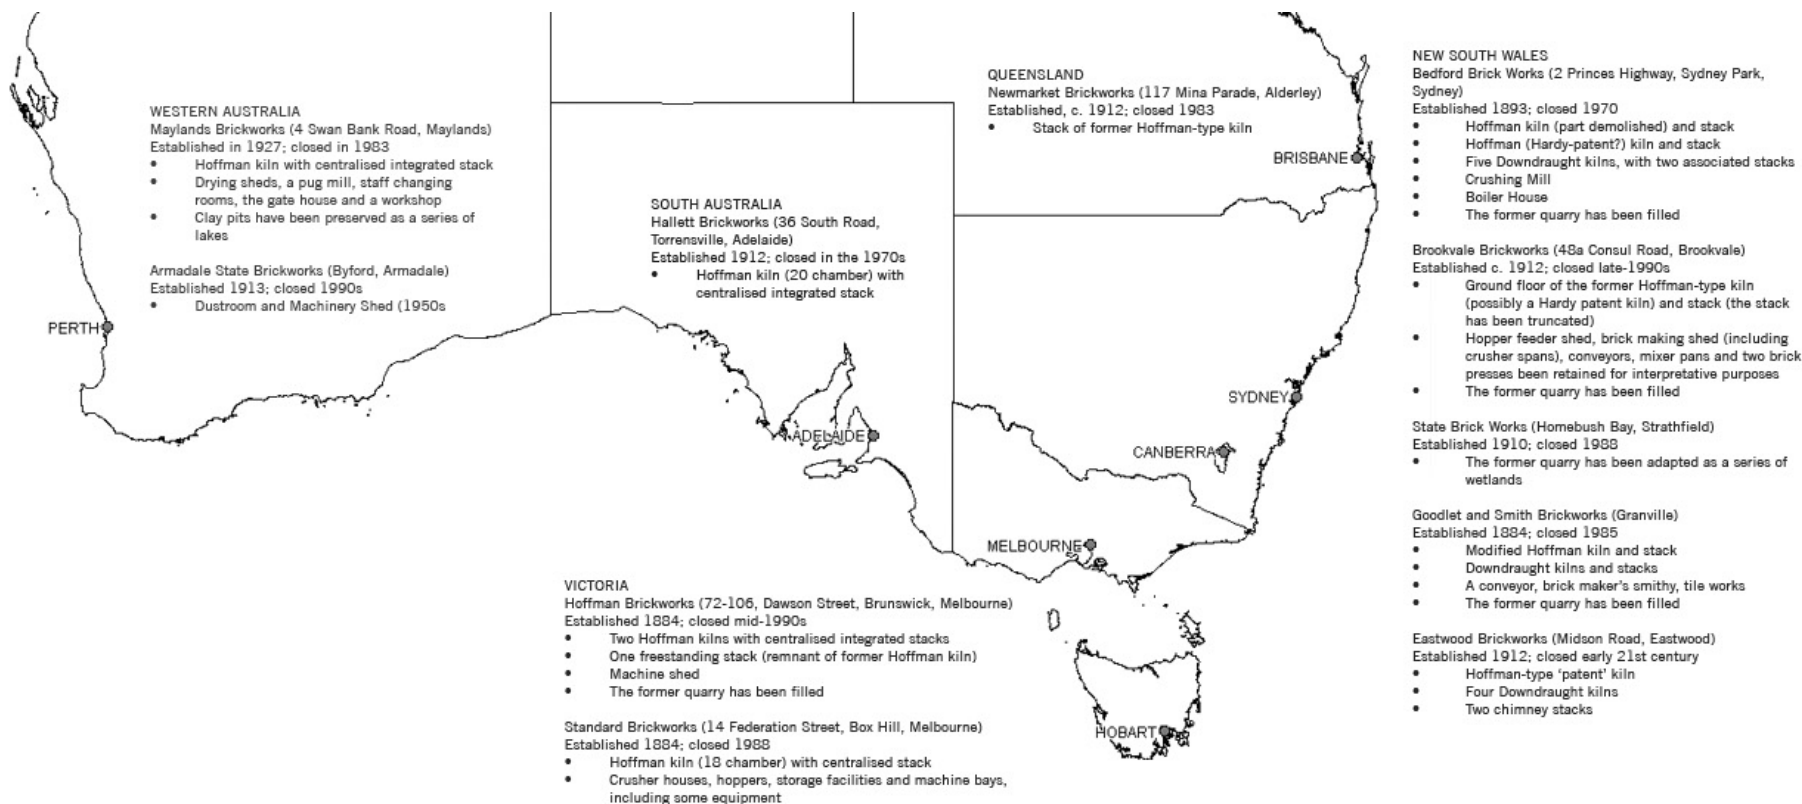 WESTERN AUSTRALIA
Maylands Brickworks (4 Swan Bank Road, Maylands)
Established in 1927; closed in 1983
• Hoffman kiln with centralised integrated stack
• Drying sheds, a pug mill, staff changing
rooms, the gate house and a workshop
• Clay pits have been preserved as a series of
lakes
Armadale State Brickworks (Byford, Armadale)
Established 1913; closed 1990s
• Dustroom and Machinery Shed (1950s
PERTH
SOUTH AUSTRALIA
Hallett Brickworks (36 South Road,
Torrensville, Adelaide)
Established 1912; closed in the 1970s
• Hoffman kiln (20 chamber) with
centralised integrated stack
ADELAIDE
QUEENSLAND
Newmarket Brickworks (117 Mina Parade, Alderley)
Established, c. 1912; closed 1983
• Stack of former Hoffman-type kiln
BRISBANE
SYDNEY
CANBERRA
MELBOURNE
HOBART
VICTORIA
Hoffman Brickworks (72-106, Dawson Street, Brunswick, Melbourne)
Established 1884; closed mid-1990s
• Two Hoffman kilns with centralised integrated stacks
• One freestanding stack (remnant of former Hoffman kiln)
• Machine shed
• The former quarry has been filled
Standard Brickworks (14 Federation Street, Box Hill, Melbourne)
Established 1884; closed 1988
• Hoffman kiln (18 chamber) with centralised stack
• Crusher houses, hoppers, storage facilities and machine bays,
including some equipment
NEW SOUTH WALES
Bedford Brick Works (2 Princes Highway, Sydney Park,
Sydney)
Established 1893; closed 1970
• Hoffman kiln (part demolished) and stack
• Hoffman (Hardy-patent?) kiln and stack
• Five Downdraught kilns, with two associated stacks
• Crushing Mill
• Boiler House
• The former quarry has been filled
Brookvale Brickworks (48a Consul Road, Brookvale)
Established c. 1912; closed late-1990s
• Ground floor of the former Hoffman-type kiln
(possibly a Hardy patent kiln) and stack (the stack
has been truncated)
• Hopper feeder shed, brick making shed (including
crusher spans), conveyors, mixer pans and two brick
presses been retained for interpretative purposes
• The former quarry has been filled
State Brick Works (Homebush Bay, Strathfield)
Established 1910; closed 1988
• The former quarry has been adapted as a series of
wetlands
Goodlet and Smith Brickworks (Granville)
Established 1884; closed 1985
• Modified Hoffman kiln and stack
• Downdraught kilns and stacks
• A conveyor, brick maker's smithy, tile works
• The former quarry has been filled
Eastwood Brickworks (Midson Road, Eastwood)
Established 1912; closed early 21st century
• Hoffman-type ‘patent’ kiln
• Four Downdraught kilns
• Two chimney stacks